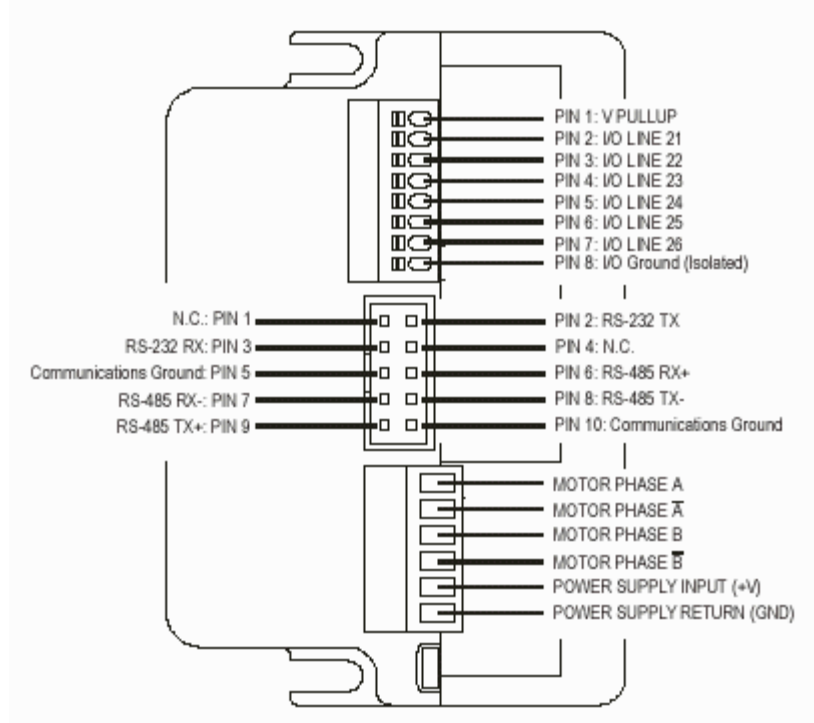 PIN 1: V PULLUP
PIN 2: I/O LINE 21
PIN 3: I/O LINE 22
PIN 4: I/O LINE 23
PIN 5: I/O LINE 24
PIN 6: I/O LINE 25
PIN 7: I/O LINE 26
PIN 8: I/O Ground (Isolated)
N.C.: PIN 1 PIN 2: RS-232 TX
RS-232 RX: PIN 3 PIN 4: N.C.
Communications Ground: PIN 5 PIN 6: RS-485 RX+
RS-485 RX-: PIN 7 PIN 8: RS-485 TX-
RS-485 TX+: PIN 9 PIN 10: Communications Ground
MOTOR PHASE A
MOTOR PHASE A̅
MOTOR PHASE B
MOTOR PHASE B̅
POWER SUPPLY INPUT (+V)
POWER SUPPLY RETURN (GND)